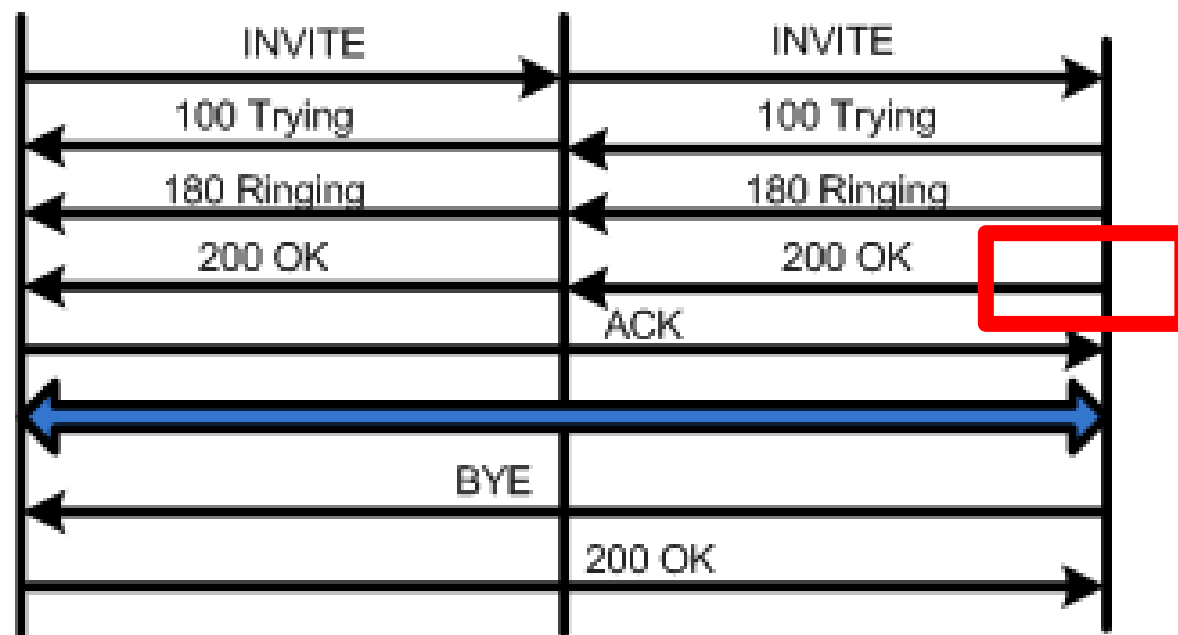 INVITE INVITE
100 Trying 100 Trying
180 Ringing 180 Ringing
200 OK 200 OK
ACK
BYE
200 OK